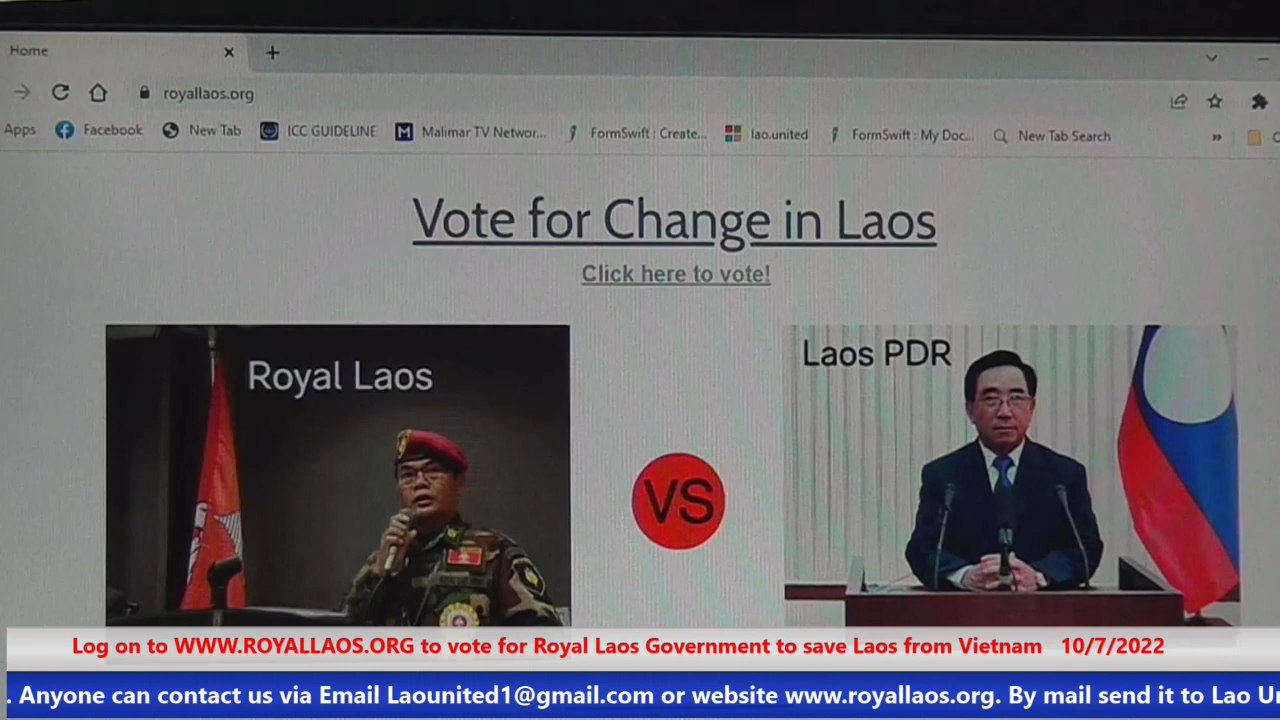 Home
royallaos.org
Apps Facebook New Tab ICC GUIDELINE Malimar TV Networ... FormSwift : Create... lao.united FormSwift : My Doc... New Tab Search
Vote for Change in Laos
Click here to vote!
Royal Laos
VS
Laos PDR
Log on to WWW.ROYALLAOS.ORG to vote for Royal Laos Government to save Laos from Vietnam 10/7/2022
. Anyone can contact us via Email Laounited1@gmail.com or website www.royallaos.org. By mail send it to Lao Un